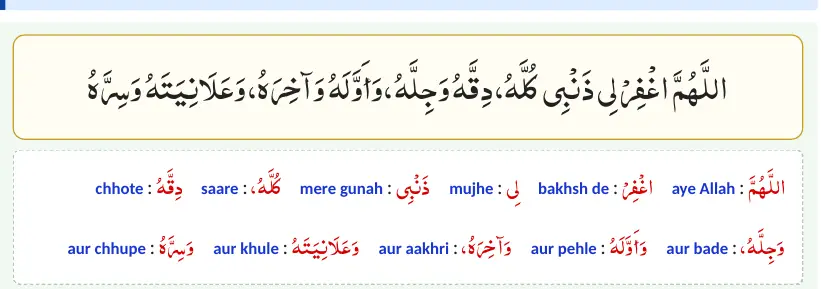 اللَّهُمَّ اغْفِرْ لِى ذَنْبِى كُلَّهُ، دِقَّهُ وَجِلَّهُ، وَأَوَّلَهُ وَآخِرَهُ، وَعَلَانِيَتَهُ وَسِرَّهُ
اللَّهُمَّ : aye Allah اغْفِرْ : bakhsh de لِى : mujhe ذَنْبِى : mere gunah كُلَّهُ، : saare دِقَّهُ : chhote
وَجِلَّهُ، : aur bade وَأَوَّلَهُ : aur pehle وَآخِرَهُ، : aur aakhri وَعَلَانِيَتَهُ : aur khule وَسِرَّهُ : aur chhupe